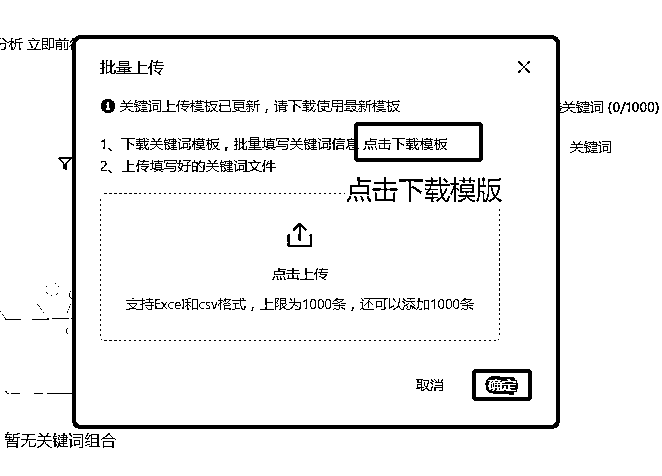 分析 立即前往
批量上传
关键词上传模板已更新，请下载使用最新模板
关键词 (0/1000)
1、下载关键词模板，批量填写关键词信息 点击下载模板
关键词
2、上传填写好的关键词文件
点击下载模版
点击上传
支持Excel和csv格式，上限为1000条，还可以添加1000条
取消
确定
暂无关键词组合